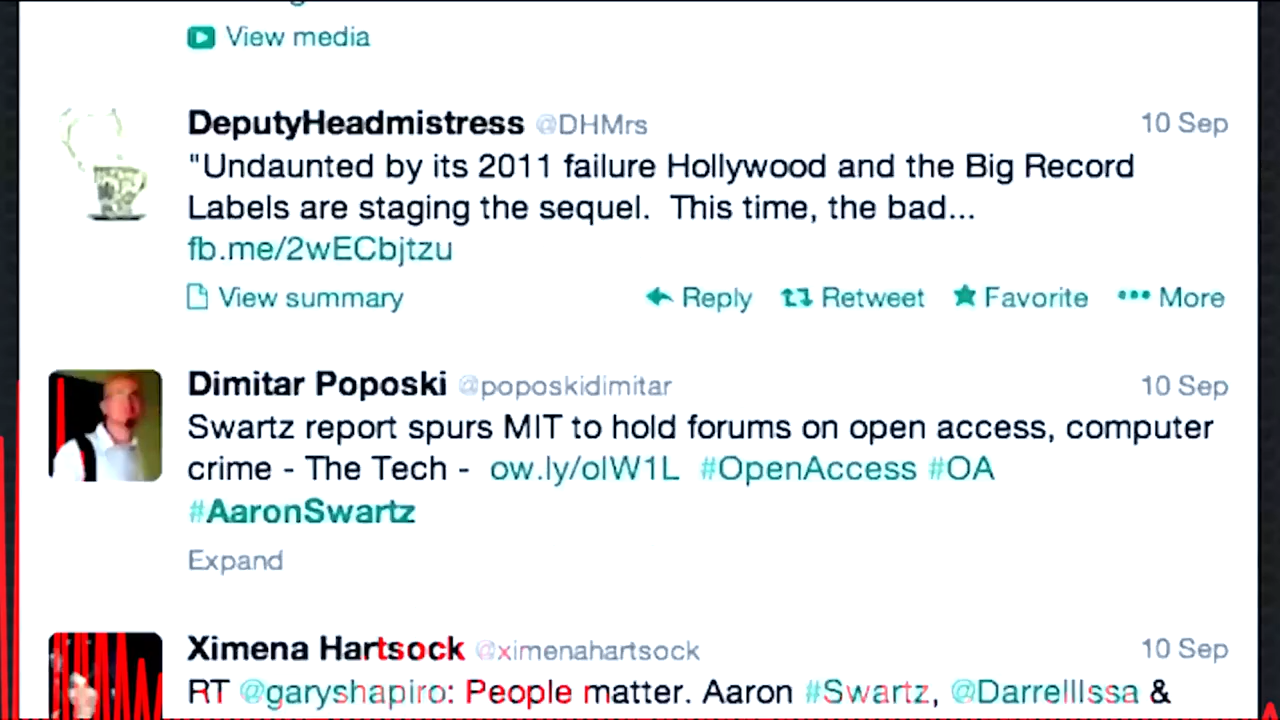 View media
DeputyHeadmistress @DHMrs 10 Sep
"Undaunted by its 2011 failure Hollywood and the Big Record
Labels are staging the sequel.  This time, the bad...
fb.me/2wECbjtzu
View summary Reply Retweet Favorite More
Dimitar Poposki @poposkidimitar 10 Sep
Swartz report spurs MIT to hold forums on open access, computer
crime - The Tech -  ow.ly/olW1L  #OpenAccess #OA
#AaronSwartz
Expand
Ximena Hartsock @ximenahartsock 10 Sep
RT @garyshapiro: People matter. Aaron #Swartz, @DarrellIssa &